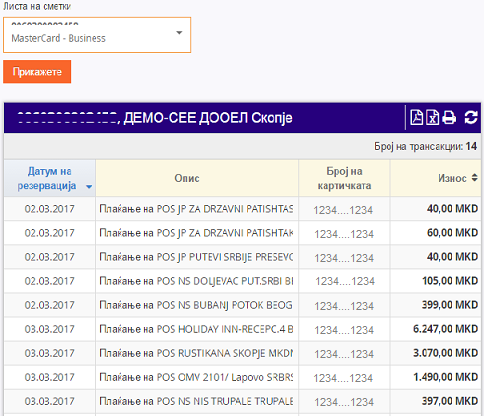 Листа на сметки
MasterCard - Business
Прикажете
, ДЕМО-СЕЕ ДООЕЛ Скопје
Број на трансакции: 14
Датум на резервација Опис Број на картичката Износ
02.03.2017 Плаќање на POS JP ZA DRZAVNI PATISHTAS 1234....1234 40,00 MKD
02.03.2017 Плаќање на POS JP ZA DRZAVNI PATISHTAK 1234....1234 60,00 MKD
02.03.2017 Плаќање на POS JP PUTEVI SRBIJE PRESEVO 1234....1234 40,00 MKD
02.03.2017 Плаќање на POS NS DOLJEVAC PUT.SRBI BI 1234....1234 105,00 MKD
02.03.2017 Плаќање на POS NS BUBANJ POTOK BEOG 1234....1234 399,00 MKD
03.03.2017 Плаќање на POS HOLIDAY INN-RECEPC.4 B 1234....1234 6.247,00 MKD
03.03.2017 Плаќање на POS RUSTIKANA SKOPJE MKDN 1234....1234 3.070,00 MKD
03.03.2017 Плаќање на POS OMV 2101/ Lapovo SRBRS 1234....1234 1.490,00 MKD
03.03.2017 Плаќање на POS NS NIS TRUPALE TRUPALE 1234....1234 397,00 MKD